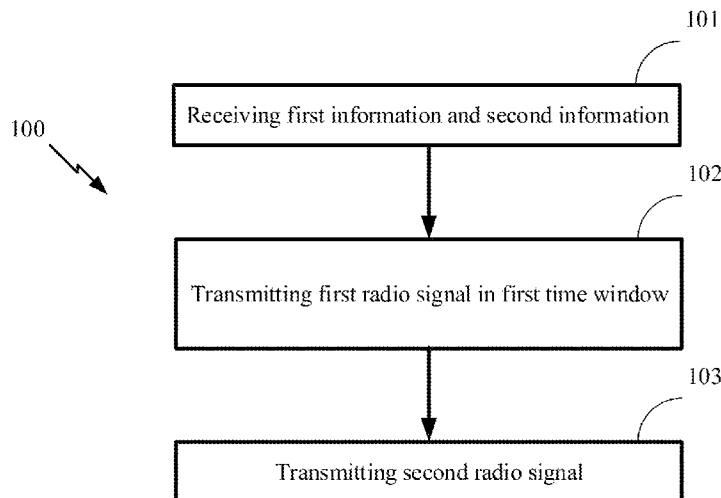 101
Receiving first information and second information
100
102
Transmitting first radio signal in first time window
103
Transmitting second radio signal